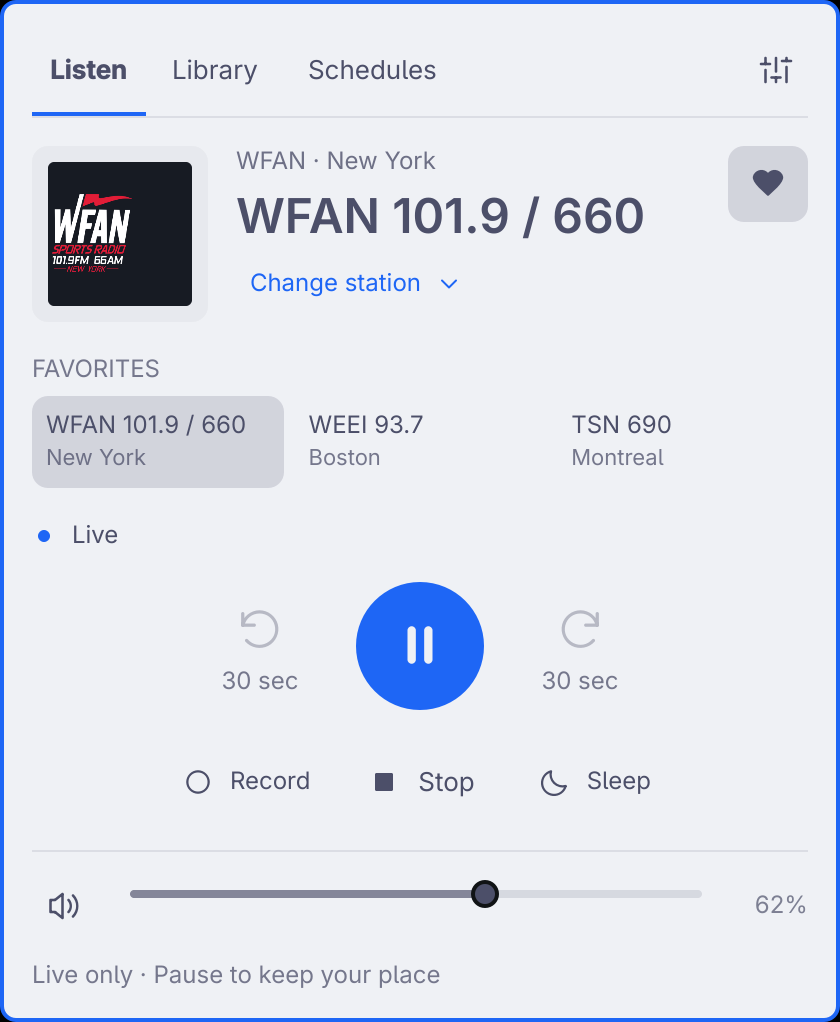 Listen Library Schedules
WFAN · New York
WFAN 101.9 / 660
Change station
WFAN
SPORTS RADIO
101.9FM 66AM
NEW YORK
FAVORITES
WFAN 101.9 / 660 WEEI 93.7 TSN 690
New York Boston Montreal
Live
30 sec 30 sec
Record Stop Sleep
62%
Live only · Pause to keep your place